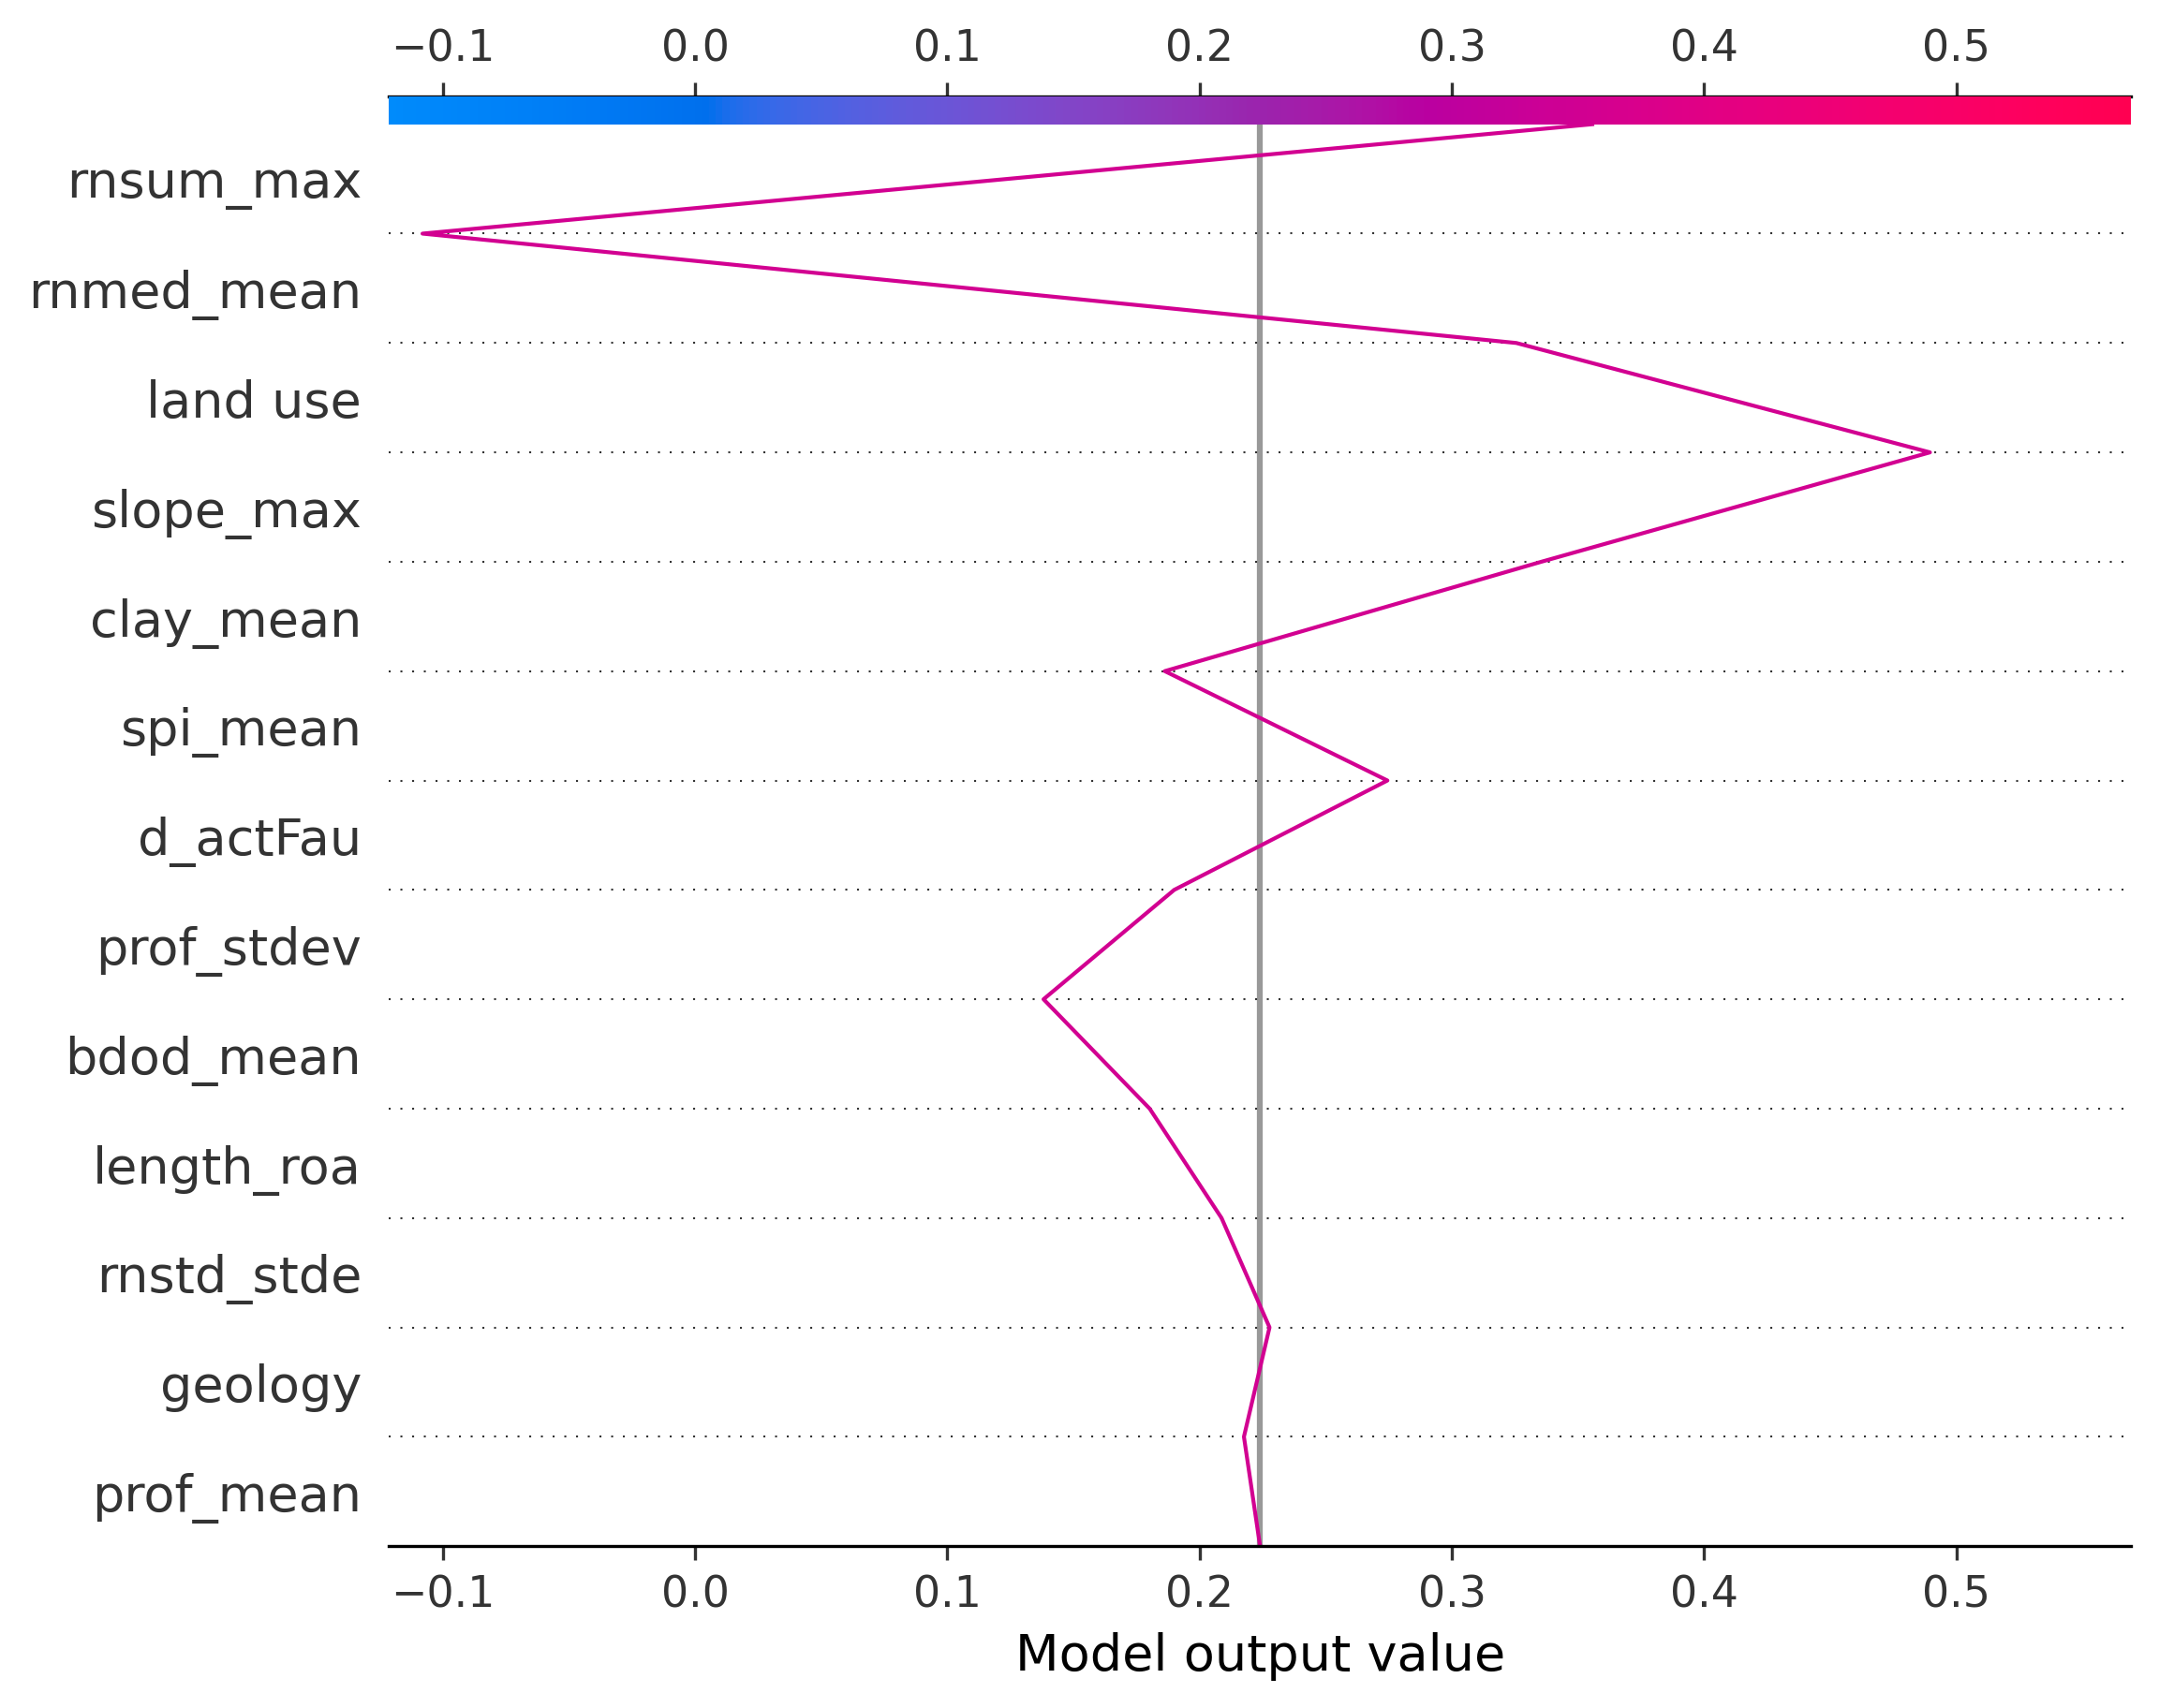 −0.1 0.0 0.1 0.2 0.3 0.4 0.5
rnsum_max
rnmed_mean
land use
slope_max
clay_mean
spi_mean
d_actFau
prof_stdev
bdod_mean
length_roa
rnstd_stde
geology
prof_mean
−0.1 0.0 0.1 0.2 0.3 0.4 0.5
Model output value